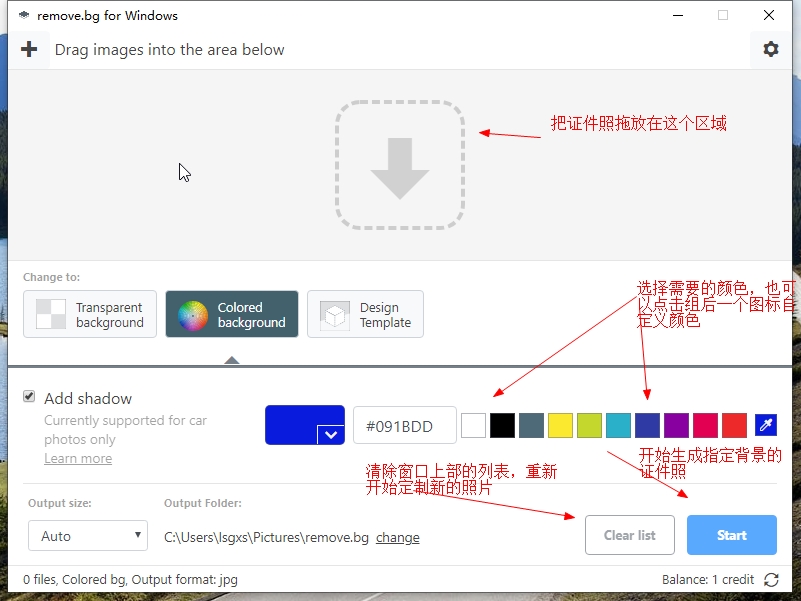 remove.bg for Windows
Drag images into the area below
把证件照拖放在这个区域
Change to:
Transparent
background
Colored
background
Design
Template
选择需要的颜色，也可
以点击组后一个图标自
定义颜色
Add shadow
Currently supported for car
photos only
Learn more
#091BDD
开始生成指定背景的
证件照
清除窗口上部的列表，重新
开始定制新的照片
Output size:
Output Folder:
Auto
C:\Users\lsgxs\Pictures\remove.bg change
Clear list
Start
0 files, Colored bg, Output format: jpg
Balance: 1 credit